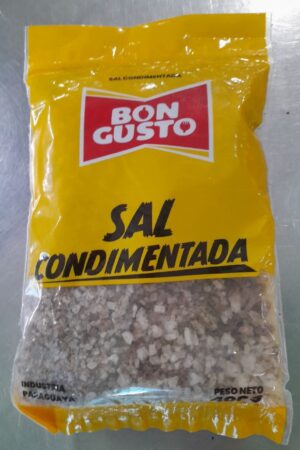 SAL CONDIMENTADA
BON
GUSTO
SAL
CONDIMENTADA
INDUSTRIA
PARAGUAYA
PESO NETO